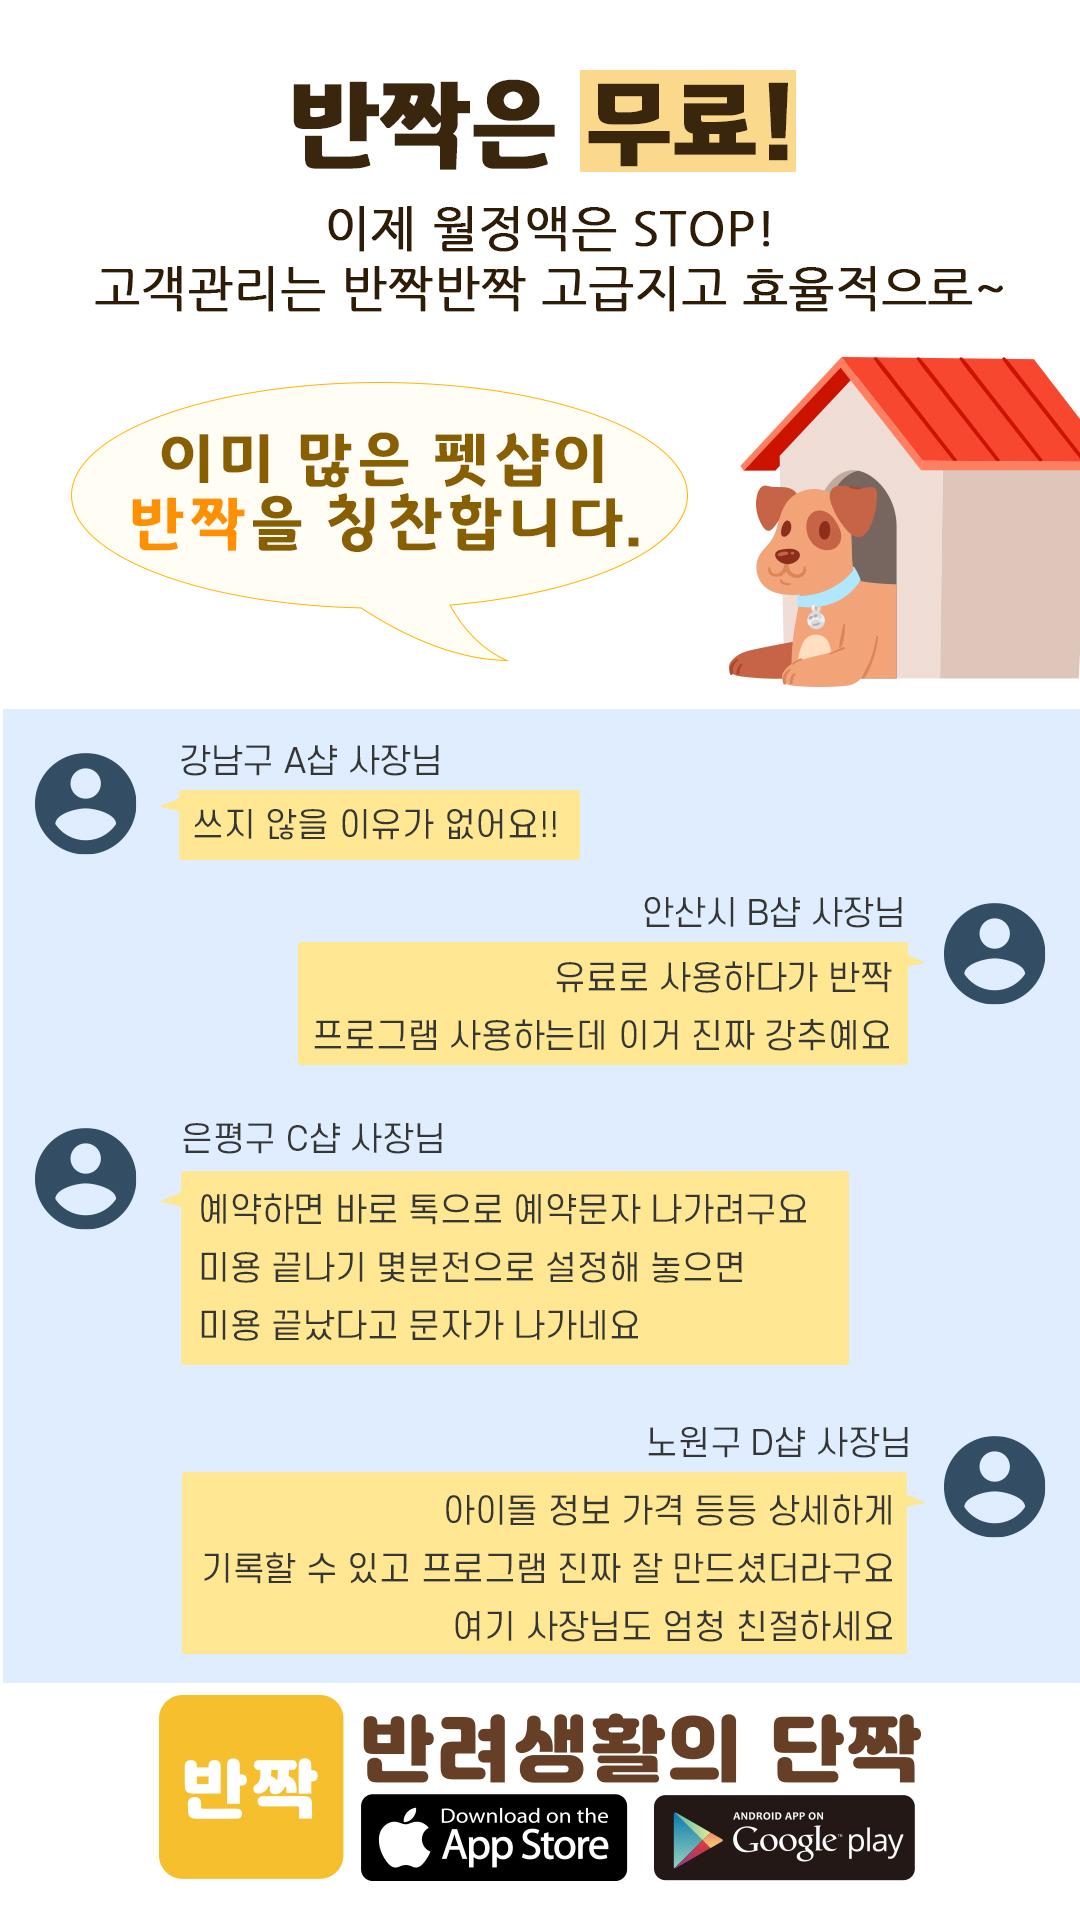 반짝은 무료!
이제 월정액은 STOP!
고객관리는 반짝반짝 고급지고 효율적으로~
이미 많은 펫샵이
반짝을 칭찬합니다.
강남구 A샵 사장님
쓰지 않을 이유가 없어요!!
안산시 B샵 사장님
유료로 사용하다가 반짝
프로그램 사용하는데 이거 진짜 강추예요
은평구 C샵 사장님
예약하면 바로 톡으로 예약문자 나가려구요
미용 끝나기 몇분전으로 설정해 놓으면
미용 끝났다고 문자가 나가네요
노원구 D샵 사장님
아이돌 정보 가격 등등 상세하게
기록할 수 있고 프로그램 진짜 잘 만드셨더라구요
여기 사장님도 엄청 친절하세요
반짝
반려생활의 단짝
Download on the
App Store
ANDROID APP ON
Google play